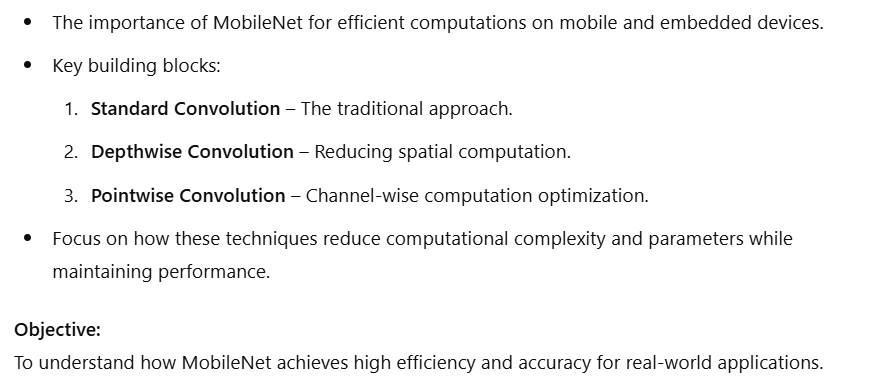 • The importance of MobileNet for efficient computations on mobile and embedded devices.
• Key building blocks:
1. Standard Convolution – The traditional approach.
2. Depthwise Convolution – Reducing spatial computation.
3. Pointwise Convolution – Channel-wise computation optimization.
• Focus on how these techniques reduce computational complexity and parameters while
maintaining performance.
Objective:
To understand how MobileNet achieves high efficiency and accuracy for real-world applications.